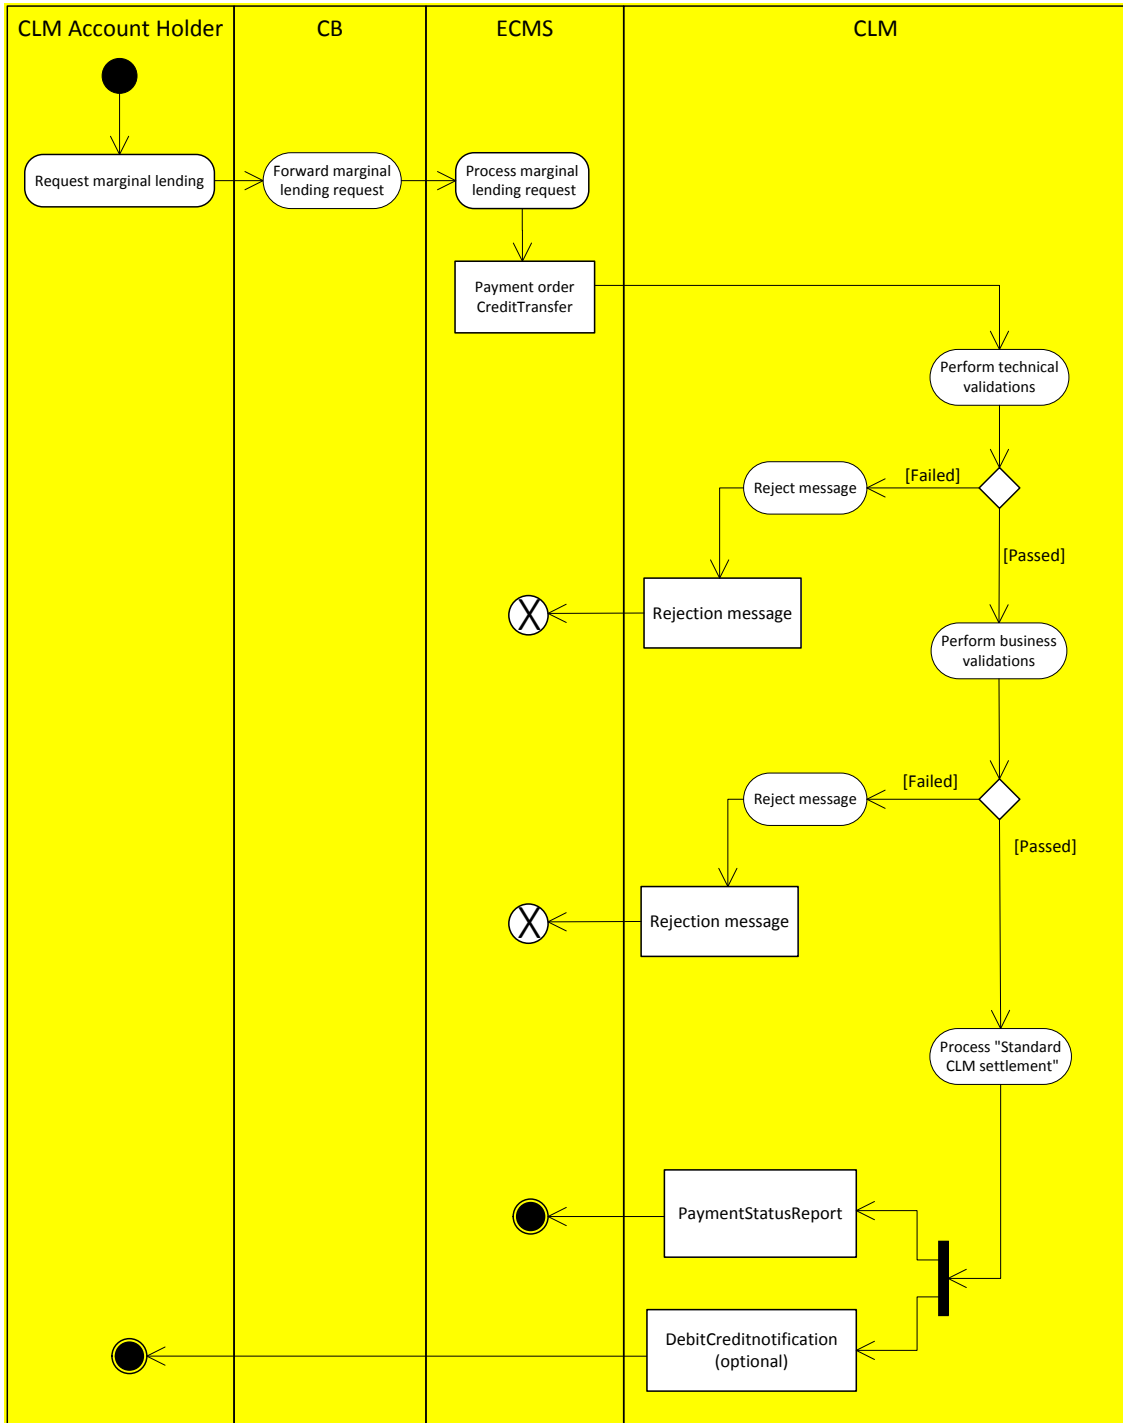 CLM Account Holder
CB
ECMS
CLM
Request marginal lending
Forward marginal
lending request
Process marginal
lending request
Payment order
CreditTransfer
Perform technical
validations
[Failed]
Reject message
[Passed]
Rejection message
X
Perform business
validations
[Failed]
Reject message
[Passed]
Rejection message
X
Process "Standard
CLM settlement"
PaymentStatusReport
DebitCreditnotification
(optional)